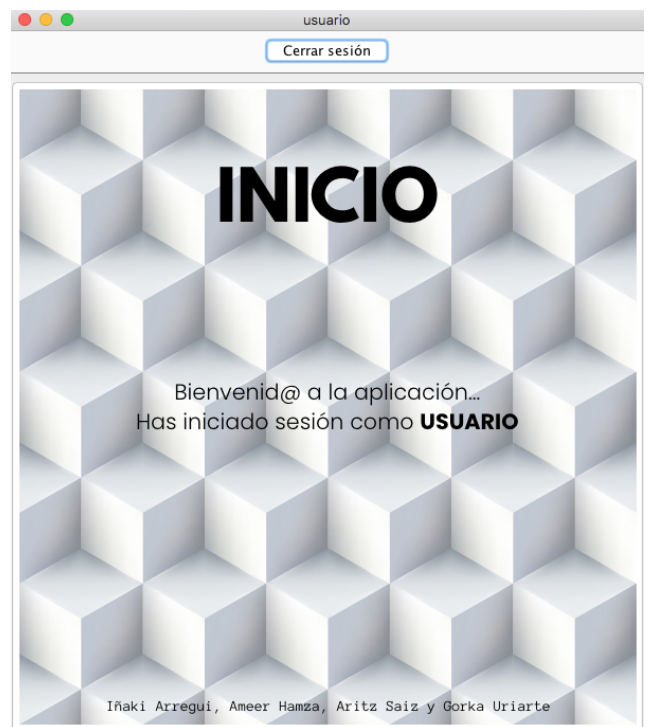 usuario
Cerrar sesión
INICIO
Bienvenid@ a la aplicación...
Has iniciado sesión como USUARIO
Iñaki Arregui, Ameer Hamza, Aritz Saiz y Gorka Uriarte